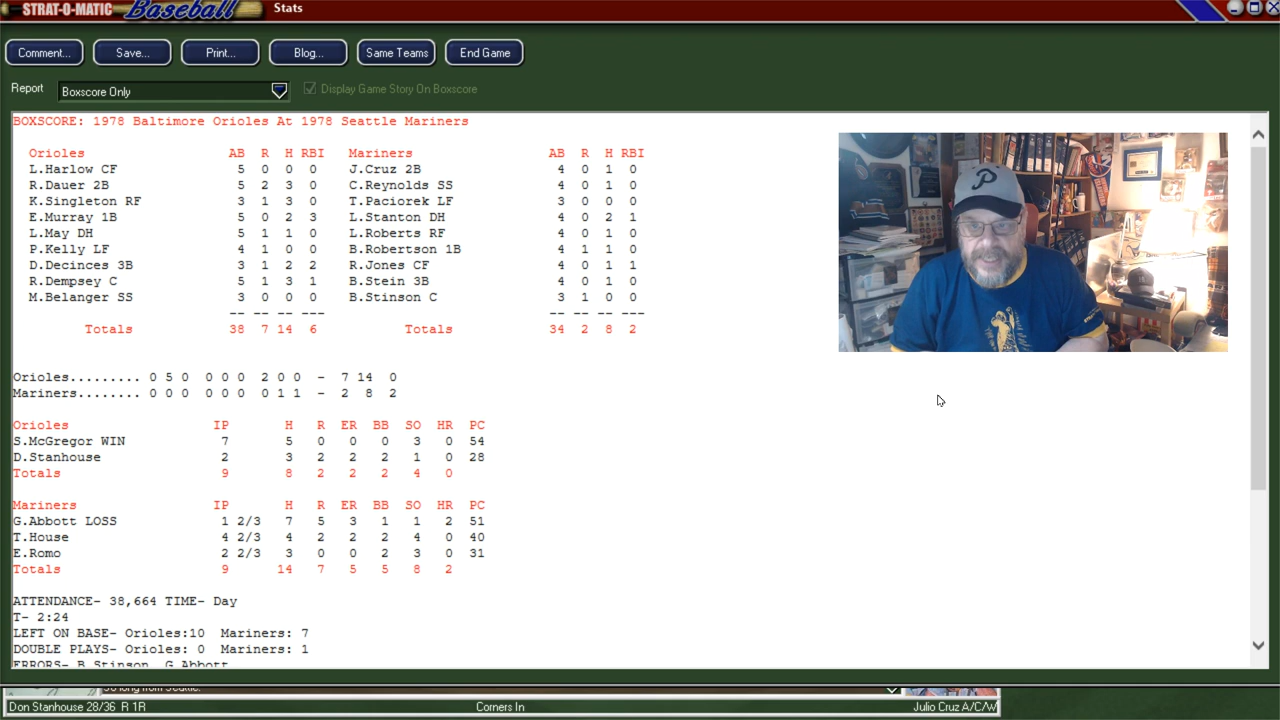 STRAT-O-MATIC Baseball Stats
Comment... Save... Print... Blog... Same Teams End Game
Report Boxscore Only Display Game Story On Boxscore
BOXSCORE: 1978 Baltimore Orioles At 1978 Seattle Mariners
Orioles AB R H RBI Mariners AB R H RBI
L.Harlow CF 5 0 0 0 J.Cruz 2B 4 0 1 0
R.Dauer 2B 5 2 3 0 C.Reynolds SS 4 0 1 0
K.Singleton RF 3 1 3 0 T.Paciorek LF 3 0 0 0
E.Murray 1B 5 0 2 3 L.Stanton DH 4 0 2 1
L.May DH 5 1 1 0 L.Roberts RF 4 0 1 0
P.Kelly LF 4 1 0 0 B.Robertson 1B 4 1 1 0
D.Decinces 3B 3 1 2 2 R.Jones CF 4 0 1 1
R.Dempsey C 5 1 3 1 B.Stein 3B 4 0 1 0
M.Belanger SS 3 0 0 0 B.Stinson C 3 1 0 0
-- -- -- --- -- -- -- ---
Totals 38 7 14 6 Totals 34 2 8 2
Orioles......... 0 5 0 0 0 0 2 0 0 - 7 14 0
Mariners........ 0 0 0 0 0 0 0 1 1 - 2 8 2
Orioles IP H R ER BB SO HR PC
S.McGregor WIN 7 5 0 0 0 3 0 54
D.Stanhouse 2 3 2 2 2 1 0 28
Totals 9 8 2 2 2 4 0
Mariners IP H R ER BB SO HR PC
G.Abbott LOSS 1 2/3 7 5 3 1 1 2 51
T.House 4 2/3 4 2 2 2 4 0 40
E.Romo 2 2/3 3 0 0 2 3 0 31
Totals 9 14 7 5 5 8 2
ATTENDANCE- 38,664 TIME- Day
T- 2:24
LEFT ON BASE- Orioles:10 Mariners: 7
DOUBLE PLAYS- Orioles: 0 Mariners: 1
ERRORS- B.Stinson, G.Abbott
So long from Seattle.
Don Stanhouse 28/36 R 1R Corners In Julio Cruz A/C/W